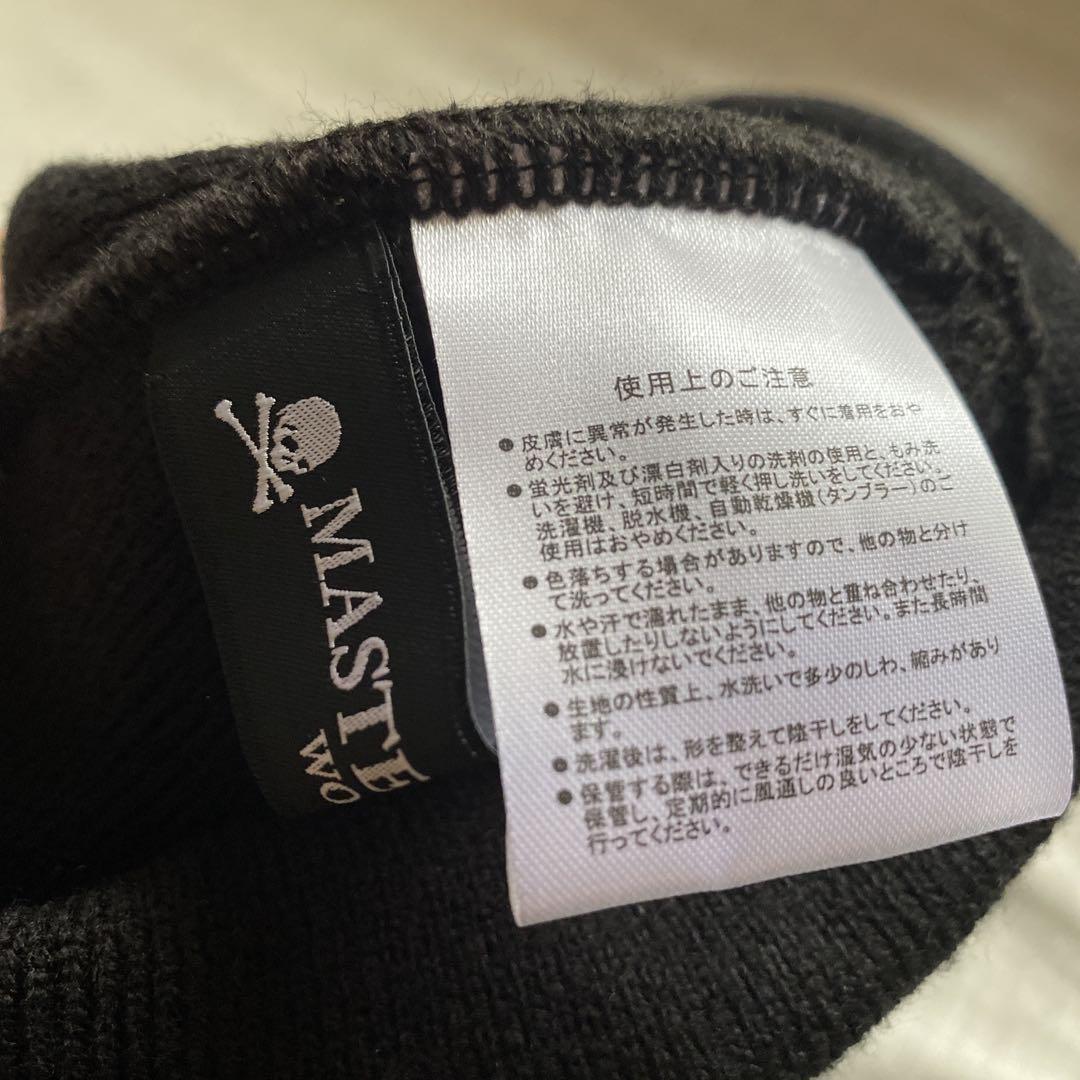 MASTE
WO
使用上のご注意
●皮膚に異常が発生した時は、すぐに着用をおや
めください。
●蛍光剤及び漂白剤入りの洗剤の使用と、もみ洗
いを避け、短時間で軽く押し洗いをしてください。
洗濯機、脱水機、自動乾燥機(タンブラー)のご
使用はおやめください。
●色落ちする場合がありますので、他の物と分け
て洗ってください。
●水や汗で濡れたまま、他の物と重ね合わせたり、
放置したりしないようにしてください。また長時間
水に浸けないでください。
●生地の性質上、水洗いで多少のしわ、縮みがあり
ます。
●洗濯後は、形を整えて陰干しをしてください。
●保管する際は、できるだけ湿気の少ない状態で
保管し、定期的に風通しの良いところで陰干しを
行ってください。